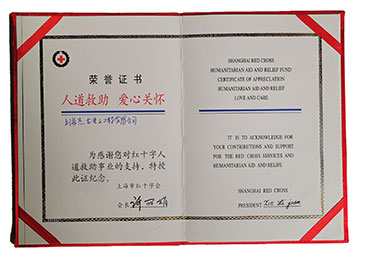 荣誉证书
人道救助 爱心关怀
为感谢您对红十字人
道救助事业的支持，特授
此证纪念。
上海市红十字会
会长
SHANGHAI RED CROSS
HUMANITARIAN AID AND RELIEF FUND
CERTIFICATE OF APPRECIATION
HUMANITARIAN AID AND RELIEF
LOVE AND CARE
IT IS TO ACKNOWLEDGE FOR
YOUR CONTRIBUTIONS AND SUPPORT
FOR THE RED CROSS SERVICES AND
HUMANITARIAN AID AND RELIEF
SHANGHAI RED CROSS
PRESIDENT